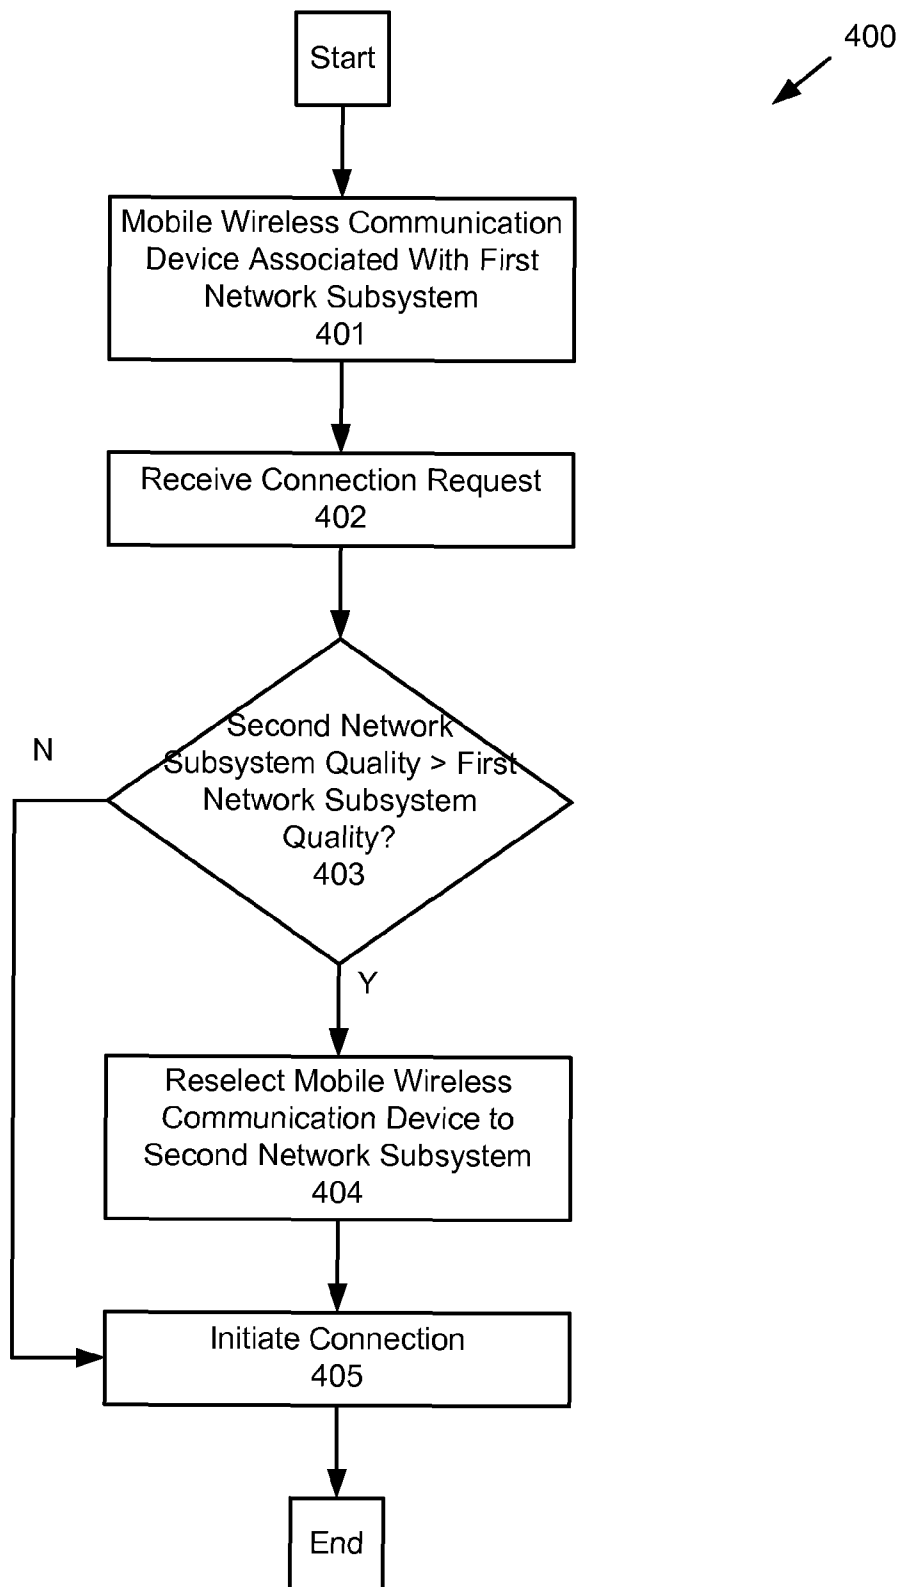 Start
400
Mobile Wireless Communication
Device Associated With First
Network Subsystem
401
Receive Connection Request
402
Second Network
Subsystem Quality > First
Network Subsystem
Quality?
403
N
Y
Reselect Mobile Wireless
Communication Device to
Second Network Subsystem
404
Initiate Connection
405
End